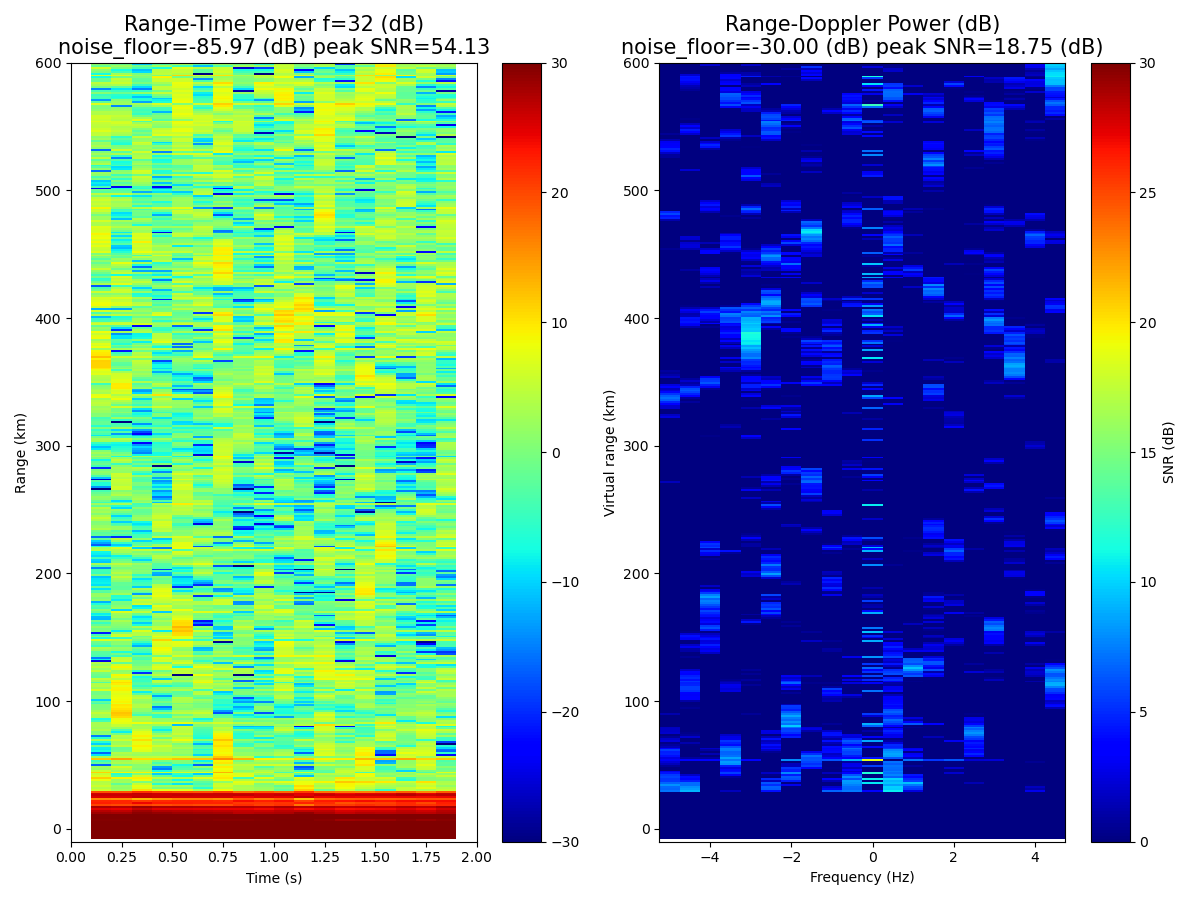 Range-Time Power f=32 (dB)
noise_floor=-85.97 (dB) peak SNR=54.13
600
500
400
300
200
100
0
Range (km)
0.00 0.25 0.50 0.75 1.00 1.25 1.50 1.75 2.00
Time (s)
30
20
10
0
−10
−20
−30
Range-Doppler Power (dB)
noise_floor=-30.00 (dB) peak SNR=18.75 (dB)
600
500
400
300
200
100
0
Virtual range (km)
−4 −2 0 2 4
Frequency (Hz)
30
25
20
15
10
5
0
SNR (dB)